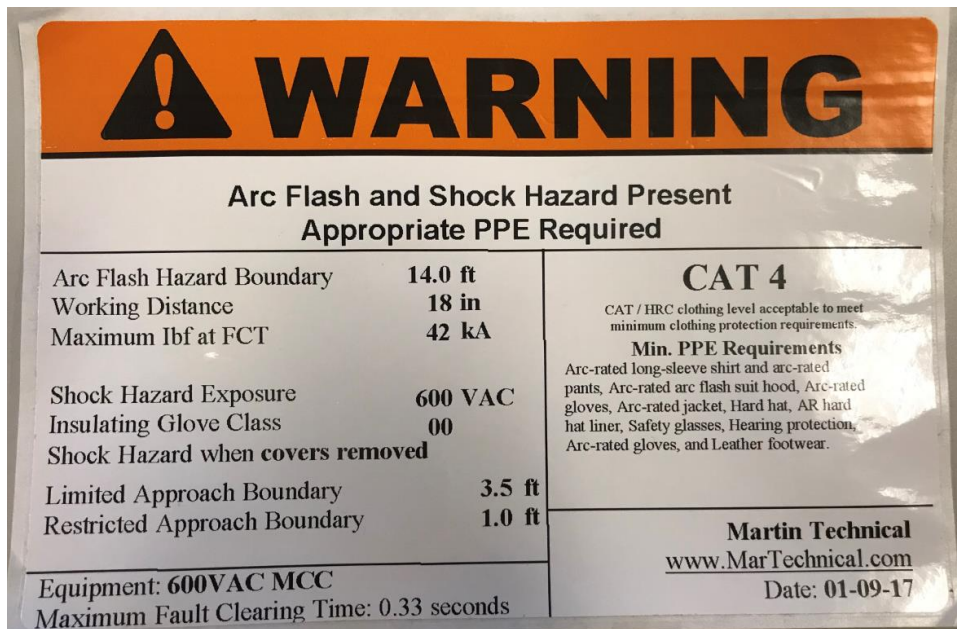 WARNING
Arc Flash and Shock Hazard Present
Appropriate PPE Required
Arc Flash Hazard Boundary 14.0 ft
Working Distance 18 in
Maximum Ibf at FCT 42 kA
Shock Hazard Exposure 600 VAC
Insulating Glove Class 00
Shock Hazard when covers removed
Limited Approach Boundary 3.5 ft
Restricted Approach Boundary 1.0 ft
Equipment: 600VAC MCC
Maximum Fault Clearing Time: 0.33 seconds
CAT 4
CAT / HRC clothing level acceptable to meet
minimum clothing protection requirements.
Min. PPE Requirements
Arc-rated long-sleeve shirt and arc-rated
pants, Arc-rated arc flash suit hood, Arc-rated
gloves, Arc-rated jacket, Hard hat, AR hard
hat liner, Safety glasses, Hearing protection,
Arc-rated gloves, and Leather footwear.
Martin Technical
www.MarTechnical.com
Date: 01-09-17